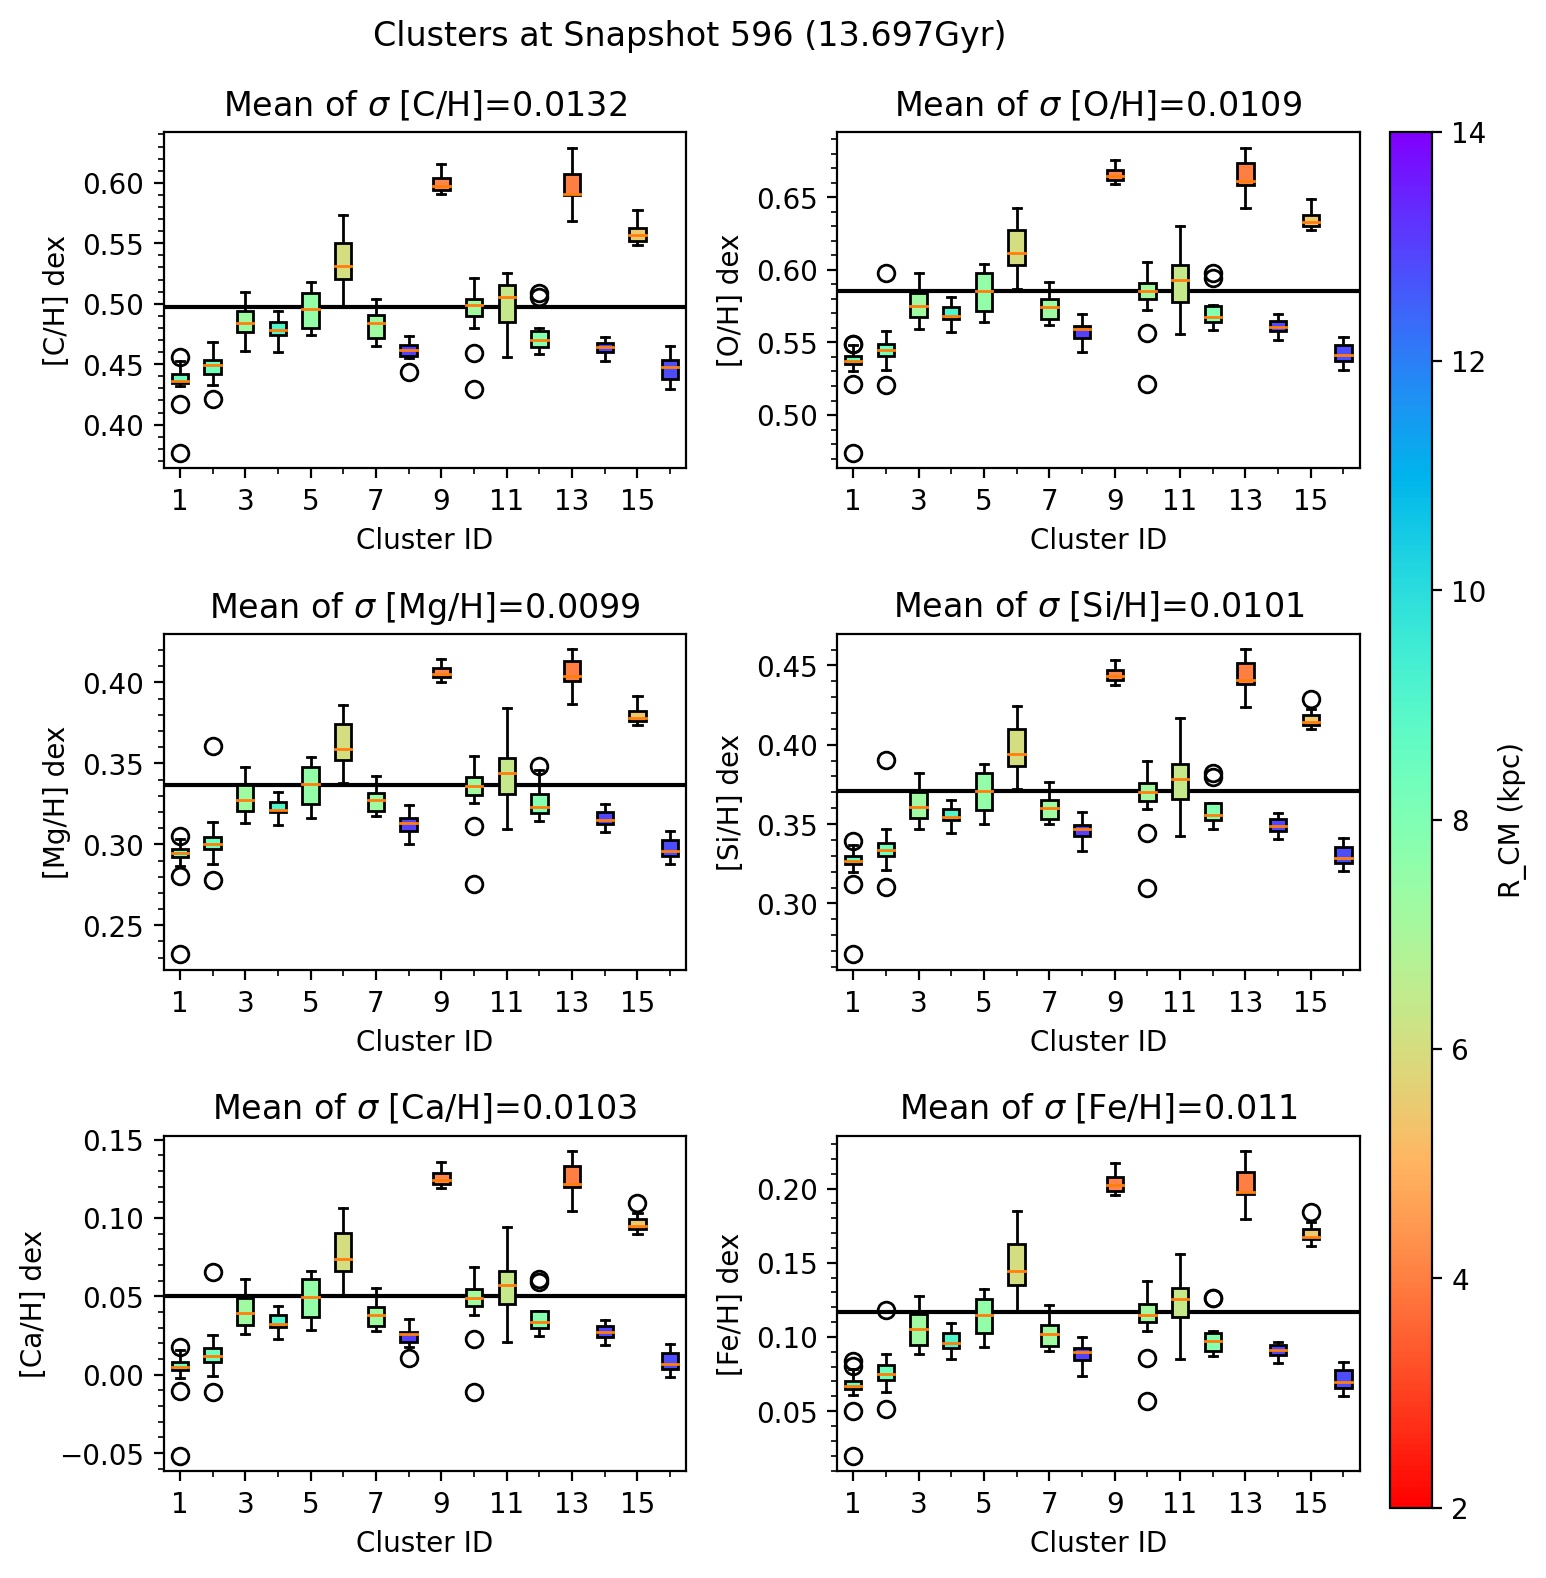 Clusters at Snapshot 596 (13.697Gyr)
Mean of σ [C/H]=0.0132
0.60
0.55
0.50
0.45
0.40
[C/H] dex
1 3 5 7 9 11 13 15
Cluster ID
Mean of σ [O/H]=0.0109
0.65
0.60
0.55
0.50
[O/H] dex
1 3 5 7 9 11 13 15
Cluster ID
Mean of σ [Mg/H]=0.0099
0.40
0.35
0.30
0.25
[Mg/H] dex
1 3 5 7 9 11 13 15
Cluster ID
Mean of σ [Si/H]=0.0101
0.45
0.40
0.35
0.30
[Si/H] dex
1 3 5 7 9 11 13 15
Cluster ID
Mean of σ [Ca/H]=0.0103
0.15
0.10
0.05
0.00
−0.05
[Ca/H] dex
1 3 5 7 9 11 13 15
Cluster ID
Mean of σ [Fe/H]=0.011
0.20
0.15
0.10
0.05
[Fe/H] dex
1 3 5 7 9 11 13 15
Cluster ID
14
12
10
8
6
4
2
R_CM (kpc)